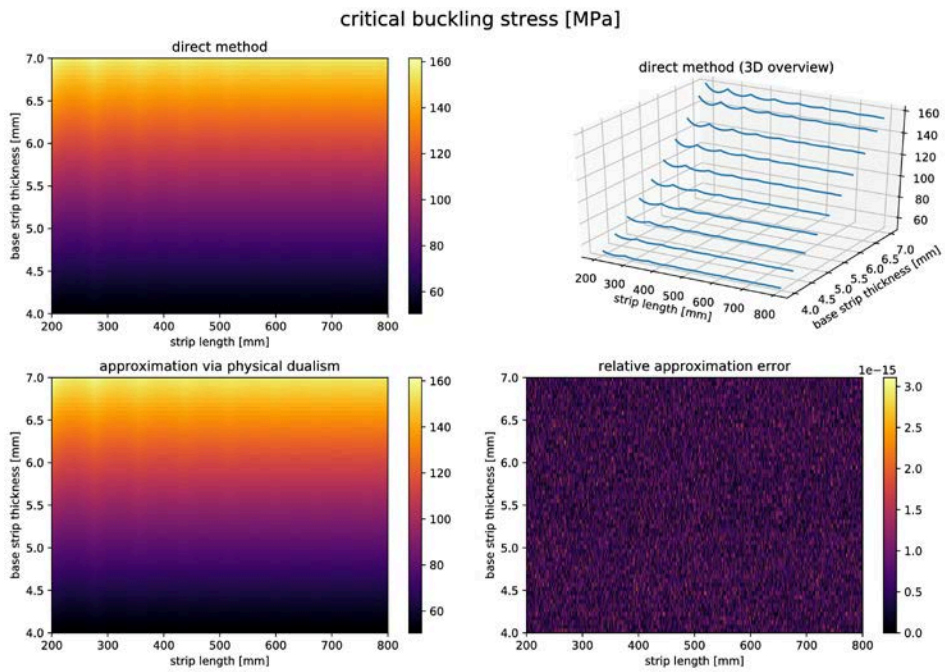 critical buckling stress [MPa]
direct method
7.0
6.5
6.0
5.5
5.0
4.5
4.0
base strip thickness [mm]
200 300 400 500 600 700 800
strip length [mm]
160
140
120
100
80
60
direct method (3D overview)
160
140
120
100
80
60
200 300 400 500 600 700 800
strip length [mm]
4.0 4.5 5.0 5.5 6.0 6.5 7.0
base strip thickness [mm]
approximation via physical dualism
7.0
6.5
6.0
5.5
5.0
4.5
4.0
base strip thickness [mm]
200 300 400 500 600 700 800
strip length [mm]
160
140
120
100
80
60
relative approximation error
1e−15
7.0
6.5
6.0
5.5
5.0
4.5
4.0
base strip thickness [mm]
200 300 400 500 600 700 800
strip length [mm]
3.0
2.5
2.0
1.5
1.0
0.5
0.0